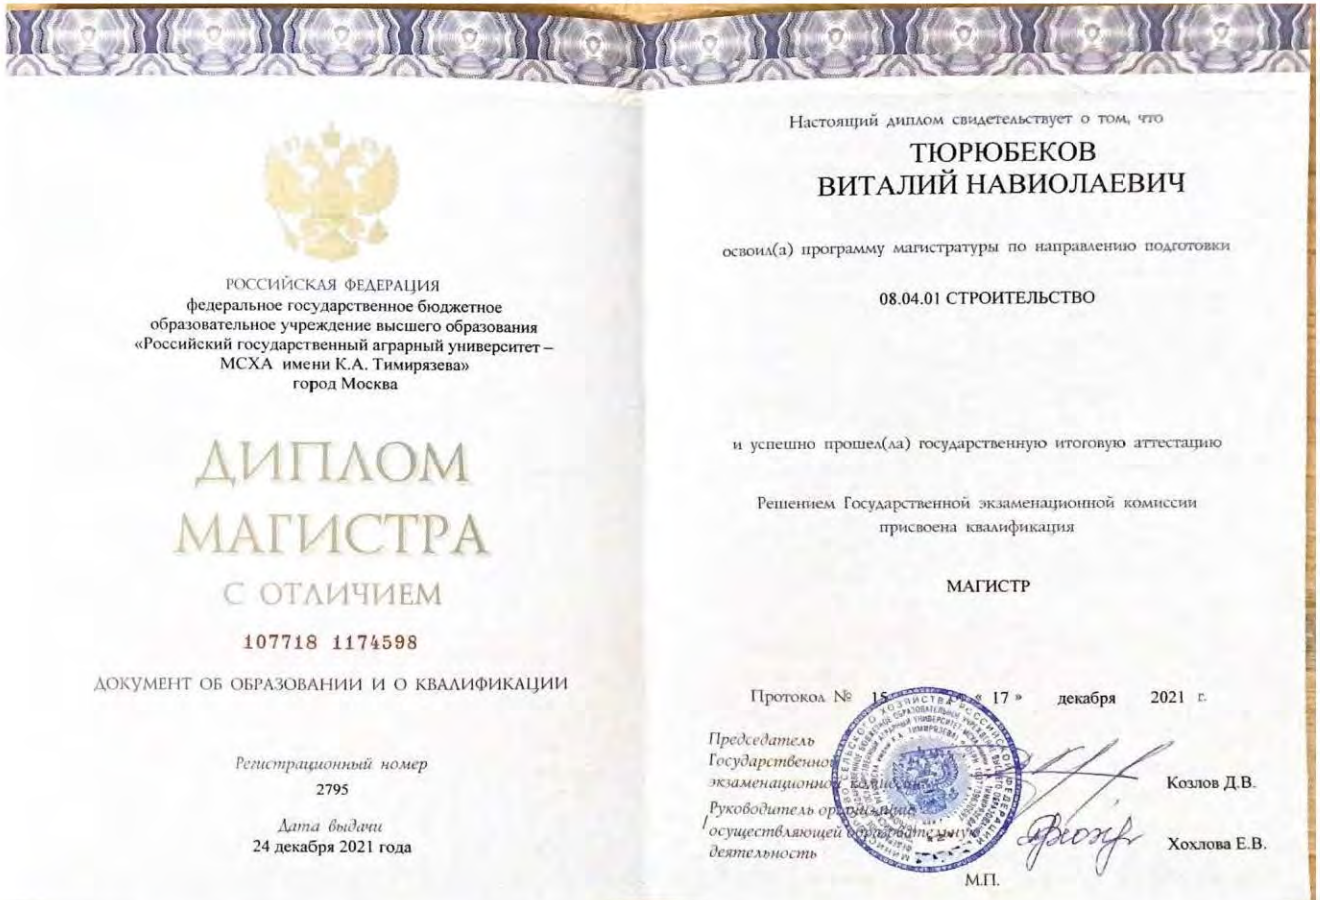 РОССИЙСКАЯ ФЕДЕРАЦИЯ
федеральное государственное бюджетное
образовательное учреждение высшего образования
«Российский государственный аграрный университет –
МСХА имени К.А. Тимирязева»
город Москва
ДИПЛОМ
МАГИСТРА
С ОТЛИЧИЕМ
107718 1174598
ДОКУМЕНТ ОБ ОБРАЗОВАНИИ И О КВАЛИФИКАЦИИ
Регистрационный номер
2795
Дата выдачи
24 декабря 2021 года
Настоящий диплом свидетельствует о том, что
ТЮРЮБЕКОВ
ВИТАЛИЙ НАВИОЛАЕВИЧ
освоил(а) программу магистратуры по направлению подготовки
08.04.01 СТРОИТЕЛЬСТВО
и успешно прошел(ла) государственную итоговую аттестацию
Решением Государственной экзаменационной комиссии
присвоена квалификация
МАГИСТР
Протокол № 15 « 17 » декабря 2021 г.
Председатель
Государственной
экзаменационной комиссии
Козлов Д.В.
Руководитель организации,
осуществляющей образовательную
деятельность
Хохлова Е.В.
М.П.